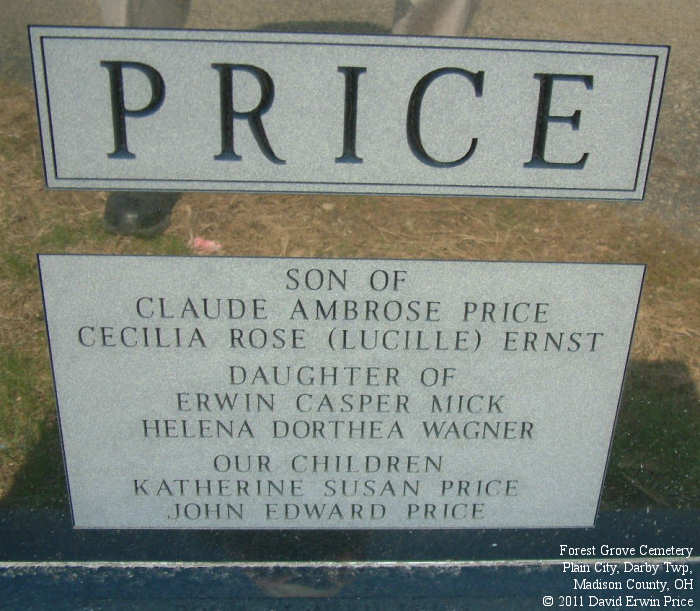 PRICE
SON OF
CLAUDE AMBROSE PRICE
CECILIA ROSE (LUCILLE) ERNST
DAUGHTER OF
ERWIN CASPER MICK
HELENA DORTHEA WAGNER
OUR CHILDREN
KATHERINE SUSAN PRICE
JOHN EDWARD PRICE
Forest Grove Cemetery
Plain City, Darby Twp,
Madison County, OH
© 2011 David Erwin Price